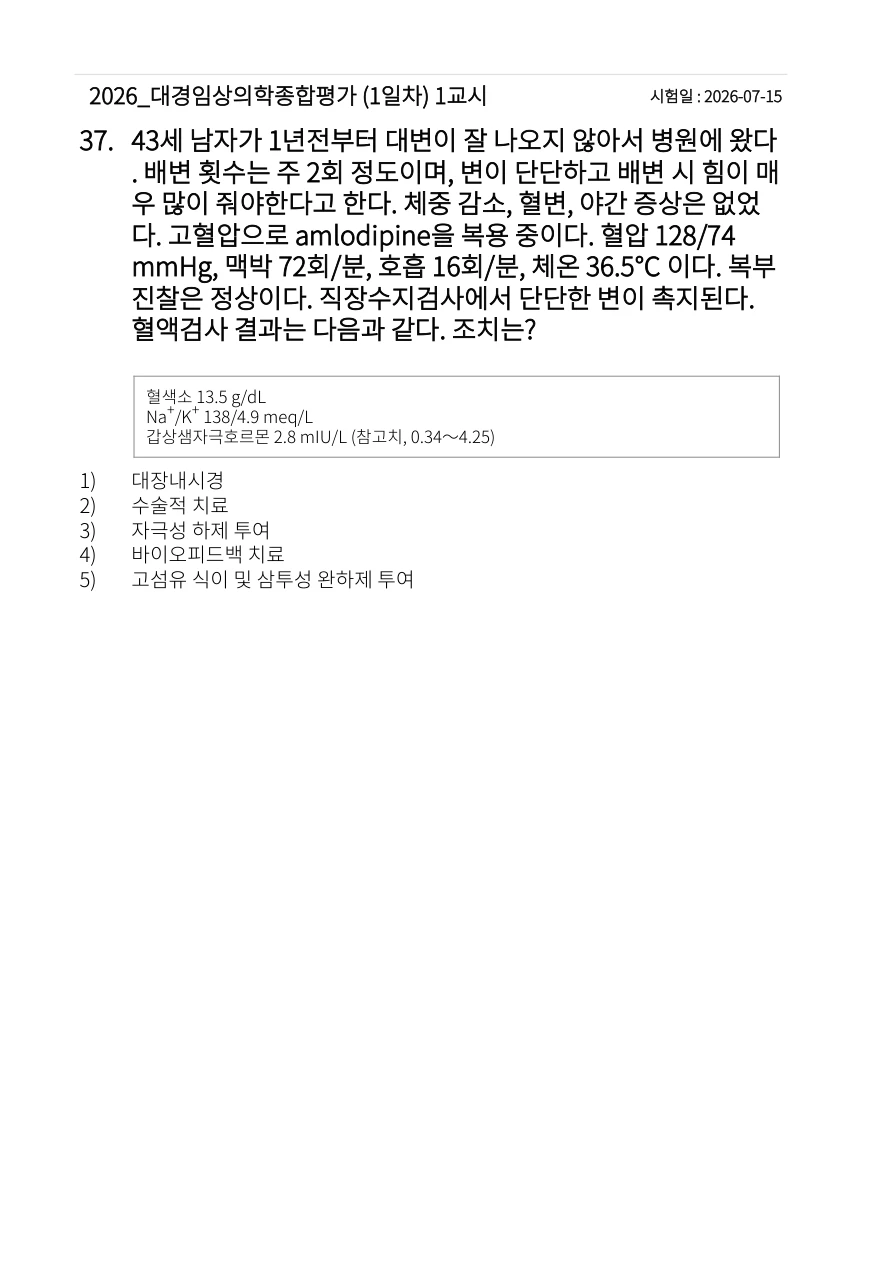 2026_대경임상의학종합평가 (1일차) 1교시
시험일 : 2026-07-15
37. 43세 남자가 1년전부터 대변이 잘 나오지 않아서 병원에 왔다
. 배변 횟수는 주 2회 정도이며, 변이 단단하고 배변 시 힘이 매
우 많이 줘야한다고 한다. 체중 감소, 혈변, 야간 증상은 없었
다. 고혈압으로 amlodipine을 복용 중이다. 혈압 128/74
mmHg, 맥박 72회/분, 호흡 16회/분, 체온 36.5℃ 이다. 복부
진찰은 정상이다. 직장수지검사에서 단단한 변이 촉지된다.
혈액검사 결과는 다음과 같다. 조치는?
혈색소 13.5 g/dL
Na⁺/K⁺ 138/4.9 meq/L
갑상샘자극호르몬 2.8 mIU/L (참고치, 0.34～4.25)
1) 대장내시경
2) 수술적 치료
3) 자극성 하제 투여
4) 바이오피드백 치료
5) 고섬유 식이 및 삼투성 완하제 투여